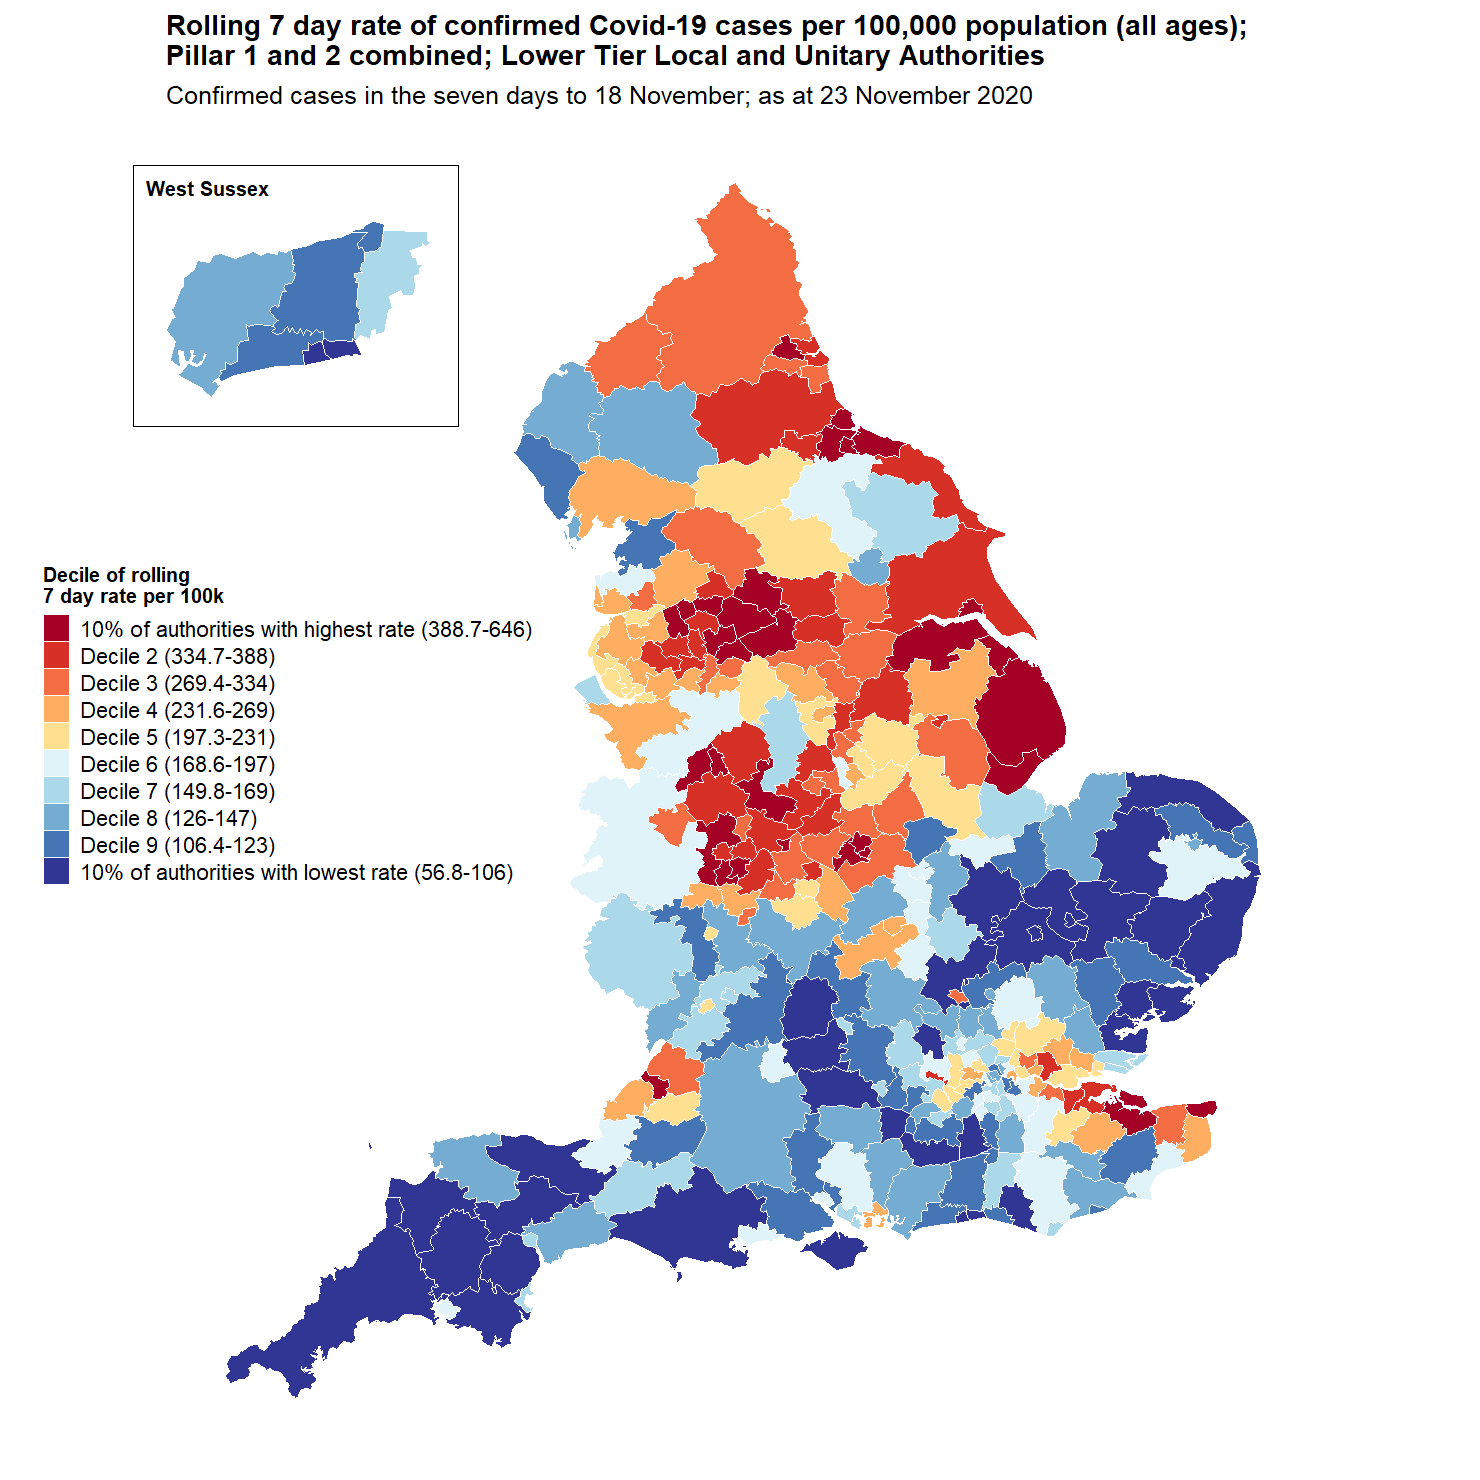 Rolling 7 day rate of confirmed Covid-19 cases per 100,000 population (all ages);
Pillar 1 and 2 combined; Lower Tier Local and Unitary Authorities
Confirmed cases in the seven days to 18 November; as at 23 November 2020
West Sussex
Decile of rolling
7 day rate per 100k
10% of authorities with highest rate (388.7-646)
Decile 2 (334.7-388)
Decile 3 (269.4-334)
Decile 4 (231.6-269)
Decile 5 (197.3-231)
Decile 6 (168.6-197)
Decile 7 (149.8-169)
Decile 8 (126-147)
Decile 9 (106.4-123)
10% of authorities with lowest rate (56.8-106)